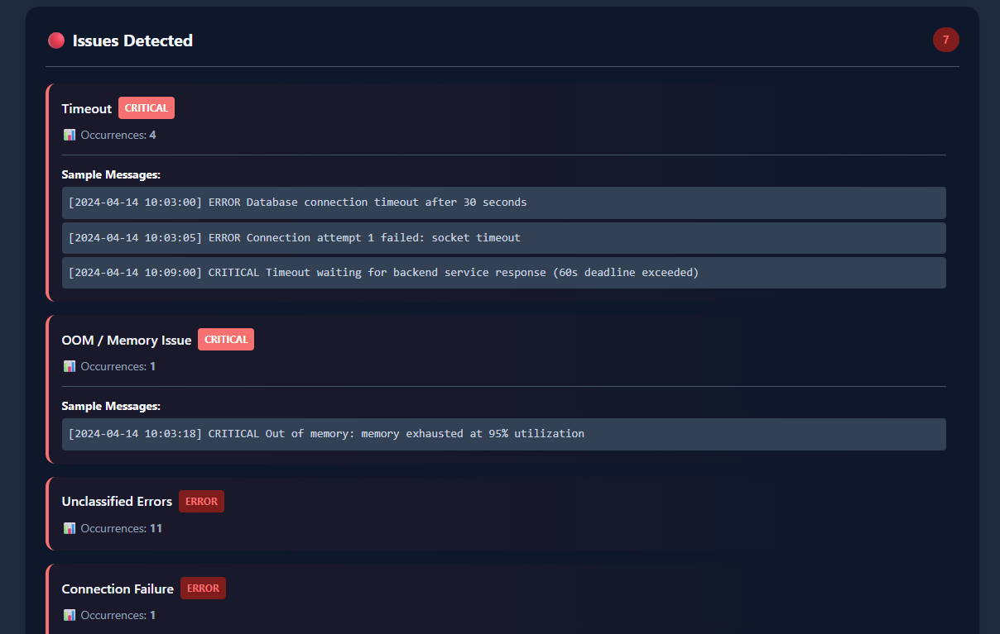 Issues Detected
7
Timeout CRITICAL
Occurrences: 4
Sample Messages:
[2024-04-14 10:03:00] ERROR Database connection timeout after 30 seconds
[2024-04-14 10:03:05] ERROR Connection attempt 1 failed: socket timeout
[2024-04-14 10:09:00] CRITICAL Timeout waiting for backend service response (60s deadline exceeded)
OOM / Memory Issue CRITICAL
Occurrences: 1
Sample Messages:
[2024-04-14 10:03:18] CRITICAL Out of memory: memory exhausted at 95% utilization
Unclassified Errors ERROR
Occurrences: 11
Connection Failure ERROR
Occurrences: 1